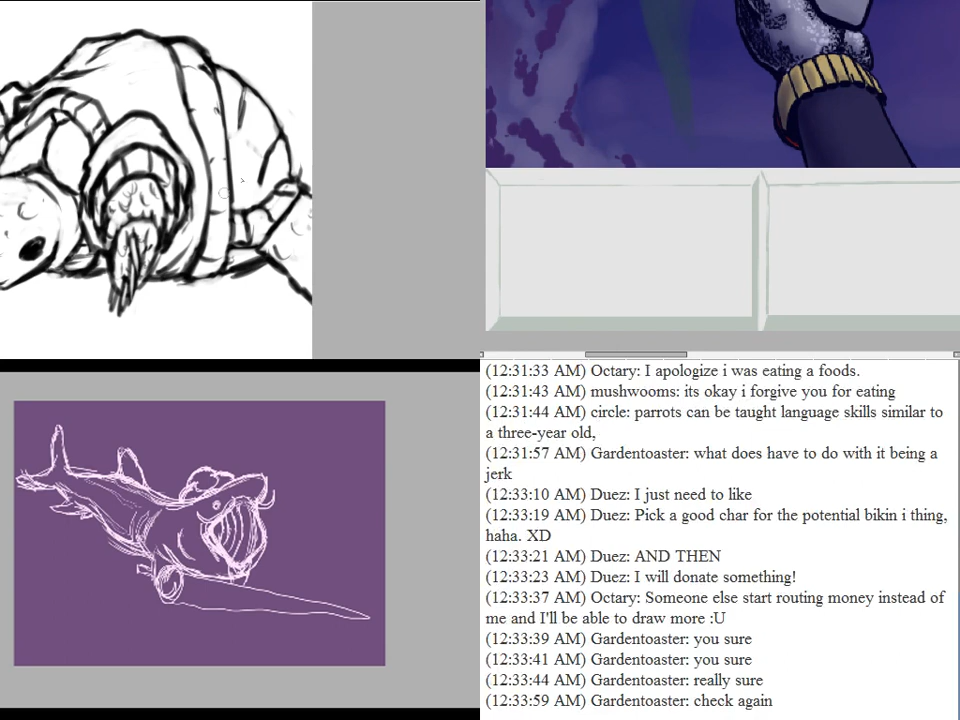 (12:31:33 AM) Octary: I apologize i was eating a foods.
(12:31:43 AM) mushwooms: its okay i forgive you for eating
(12:31:44 AM) circle: parrots can be taught language skills similar to
a three-year old,
(12:31:57 AM) Gardentoaster: what does have to do with it being a
jerk
(12:33:10 AM) Duez: I just need to like
(12:33:19 AM) Duez: Pick a good char for the potential bikin i thing,
haha. XD
(12:33:21 AM) Duez: AND THEN
(12:33:23 AM) Duez: I will donate something!
(12:33:37 AM) Octary: Someone else start routing money instead of
me and I'll be able to draw more :U
(12:33:39 AM) Gardentoaster: you sure
(12:33:41 AM) Gardentoaster: you sure
(12:33:44 AM) Gardentoaster: really sure
(12:33:59 AM) Gardentoaster: check again